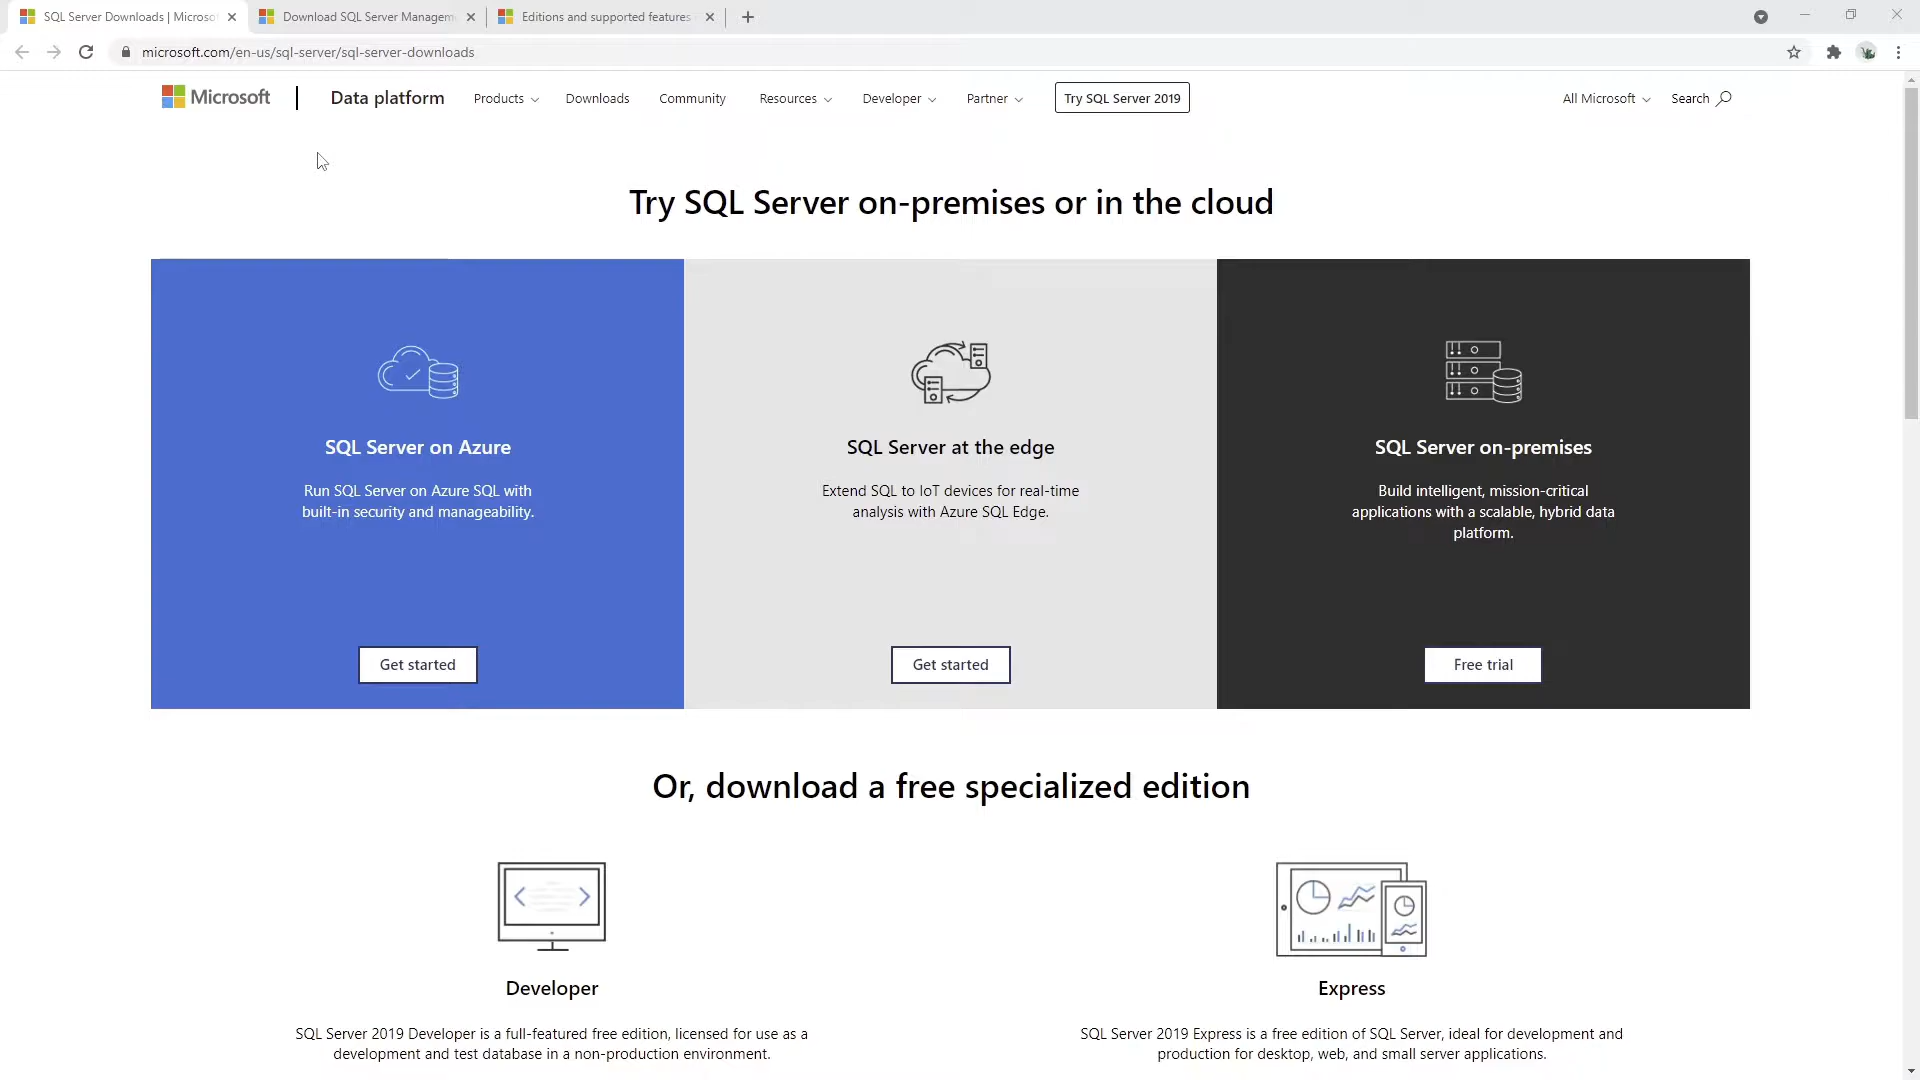 SQL Server Downloads | Microso
Download SQL Server Managem
Editions and supported features
microsoft.com/en-us/sql-server/sql-server-downloads
Microsoft
Data platform
Products
Downloads
Community
Resources
Developer
Partner
Try SQL Server 2019
All Microsoft
Search
Try SQL Server on-premises or in the cloud
SQL Server on Azure
Run SQL Server on Azure SQL with
built-in security and manageability.
Get started
SQL Server at the edge
Extend SQL to IoT devices for real-time
analysis with Azure SQL Edge.
Get started
SQL Server on-premises
Build intelligent, mission-critical
applications with a scalable, hybrid data
platform.
Free trial
Or, download a free specialized edition
Developer
SQL Server 2019 Developer is a full-featured free edition, licensed for use as a
development and test database in a non-production environment.
Express
SQL Server 2019 Express is a free edition of SQL Server, ideal for development and
production for desktop, web, and small server applications.